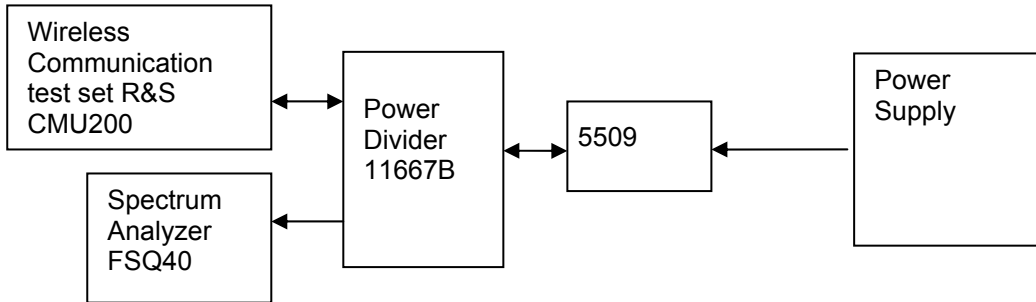 Wireless
Communication
test set R&S
CMU200
Power
Divider
11667B
5509
Power
Supply
Spectrum
Analyzer
FSQ40